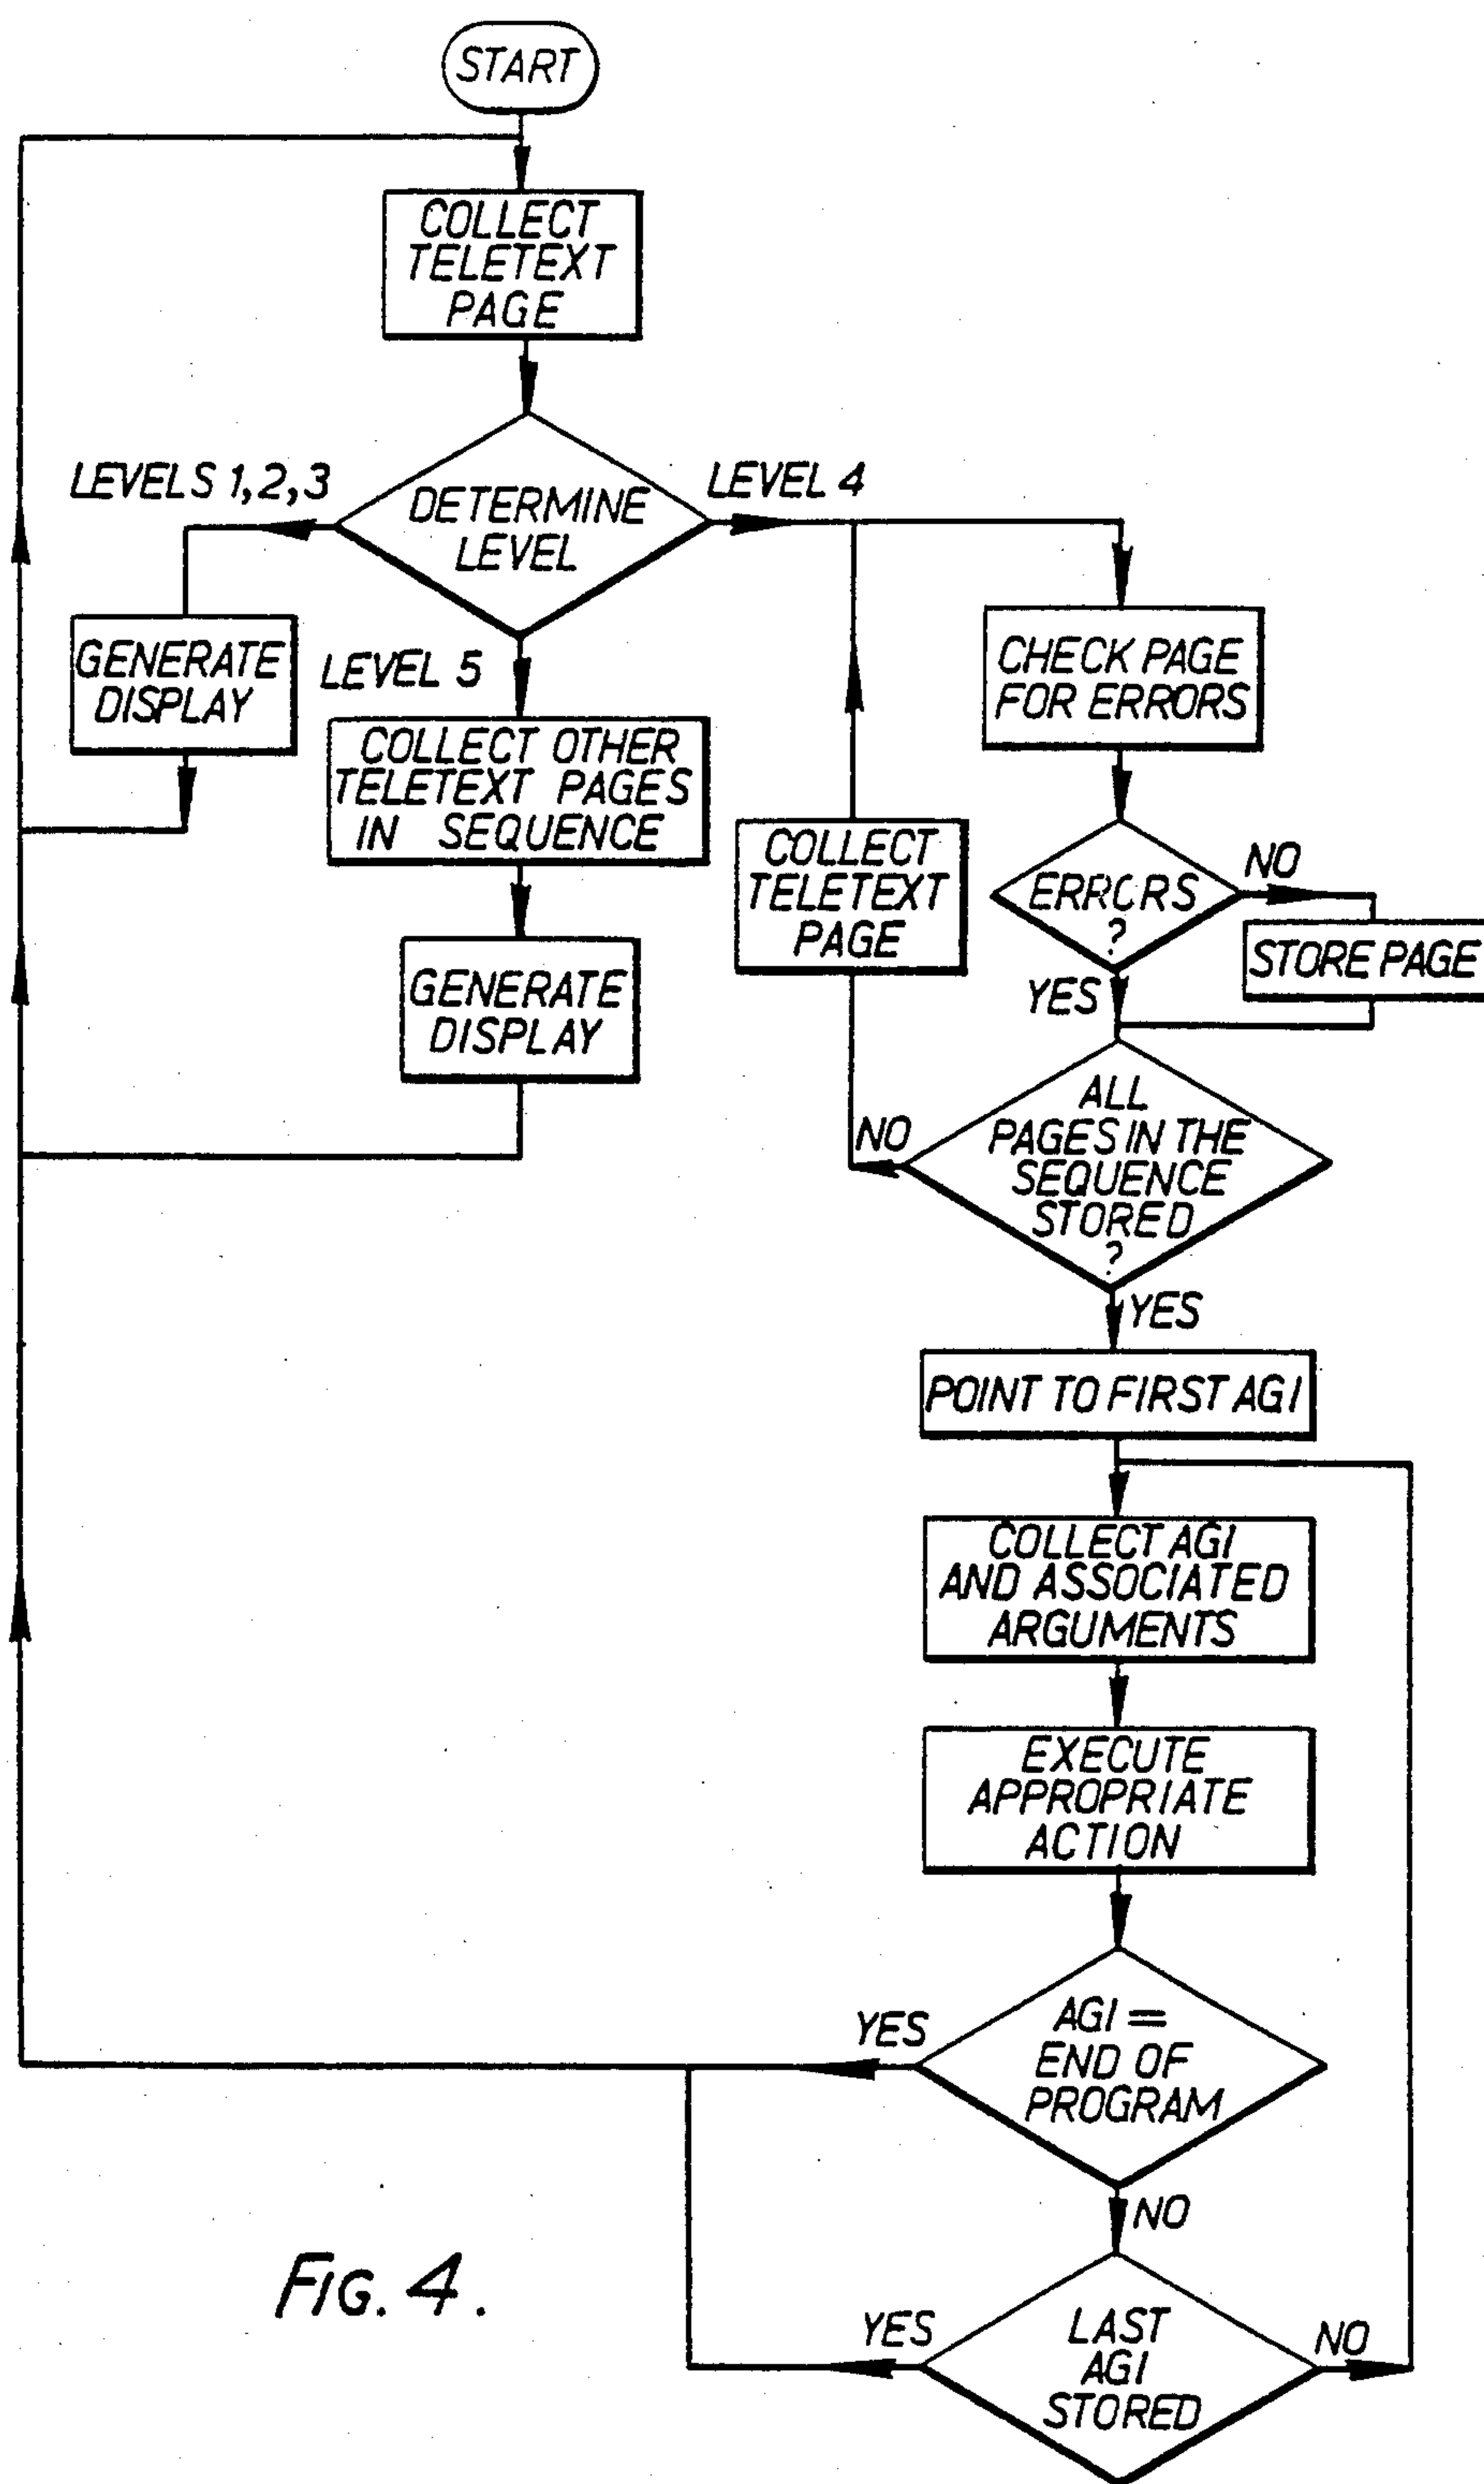 START
COLLECT
TELETEXT
PAGE
LEVELS 1,2,3
DETERMINE
LEVEL
LEVEL 4
GENERATE
DISPLAY
LEVEL 5
COLLECT OTHER
TELETEXT PAGES
IN SEQUENCE
GENERATE
DISPLAY
CHECK PAGE
FOR ERRORS
COLLECT
TELETEXT
PAGE
ERRORS
?
NO
STORE PAGE
YES
ALL
PAGES IN THE
SEQUENCE
STORED
?
NO
YES
POINT TO FIRST AGI
COLLECT AGI
AND ASSOCIATED
ARGUMENTS
EXECUTE
APPROPRIATE
ACTION
AGI =
END OF
PROGRAM
YES
NO
LAST
AGI
STORED
YES
NO
FIG. 4.